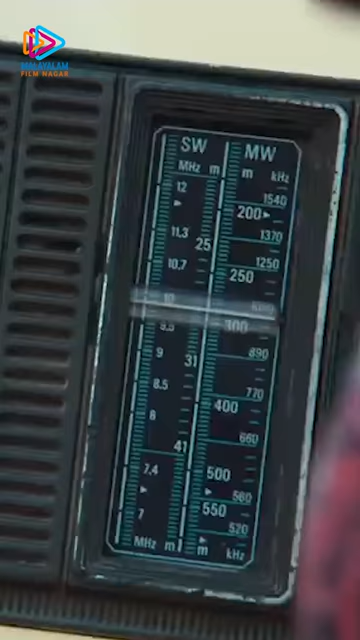 MALAYALAM
FILM NAGAR
SW MW
MHz m m kHz
12 1540
200
11,3 25 1370
10,7 1250
250
10
9,5 300
9 31 890
8,5 770
400
8 660
41
7,4 500
560
7 550
520
MHz m m kHz